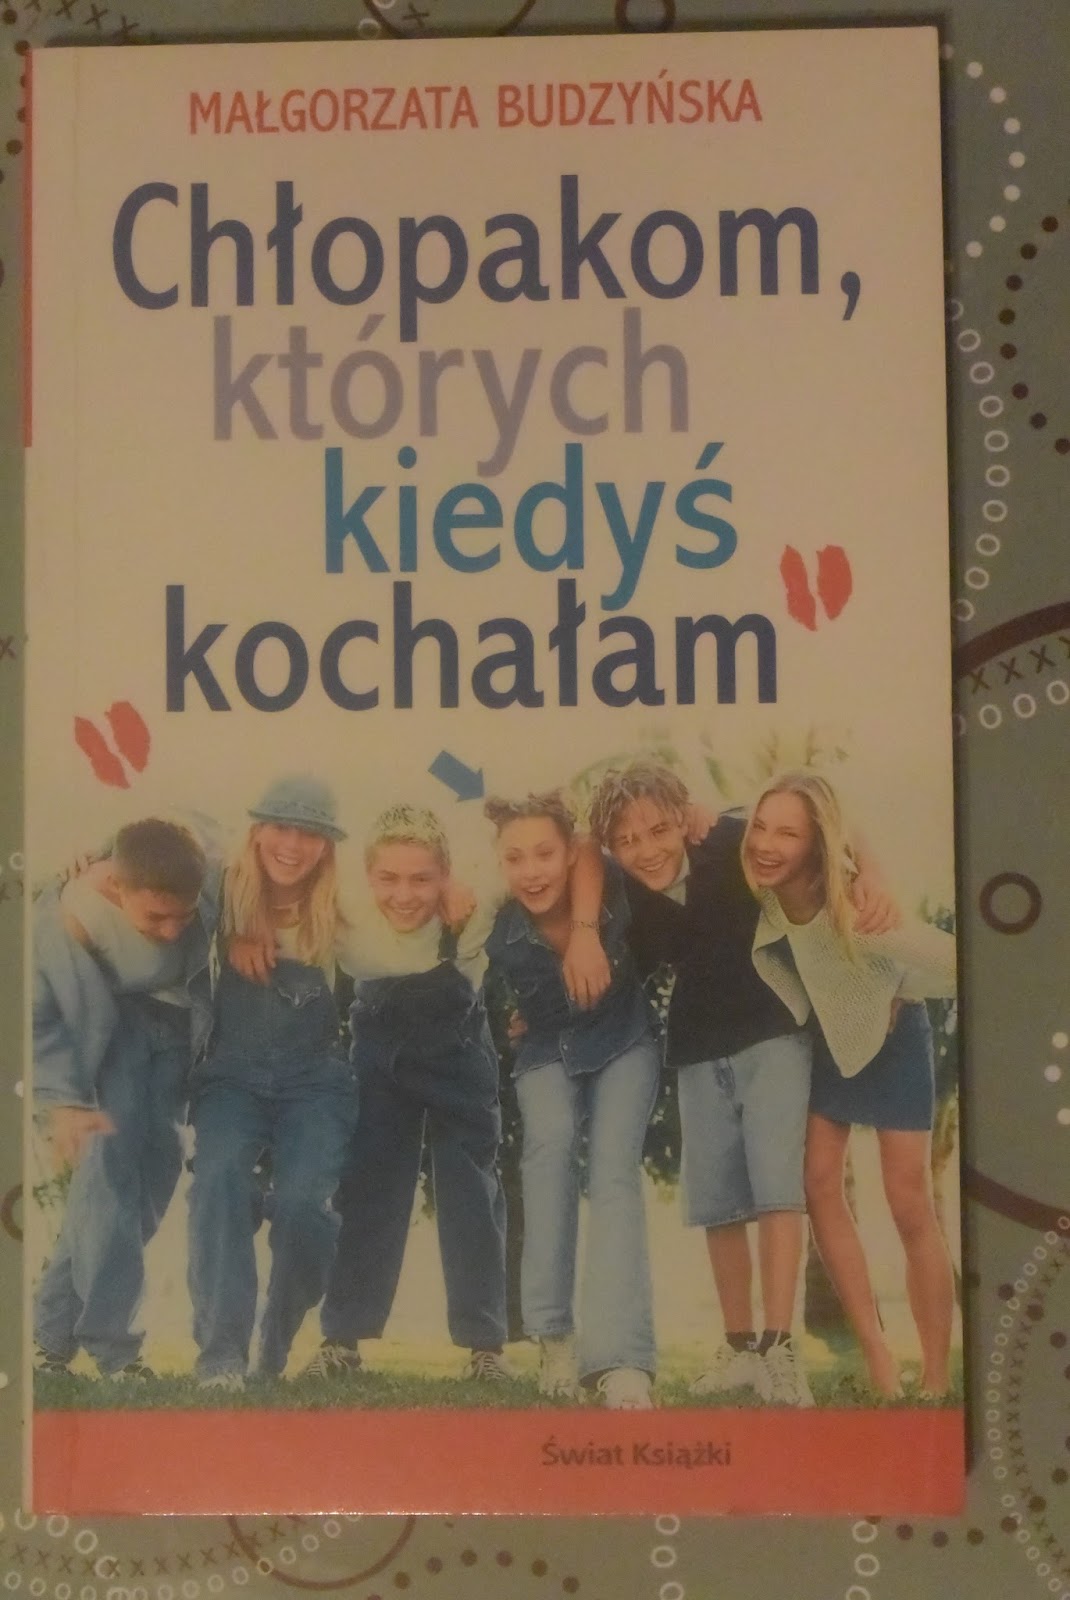 MAŁGORZATA BUDZYŃSKA
Chłopakom,
których
kiedyś
kochałam
Świat Książki